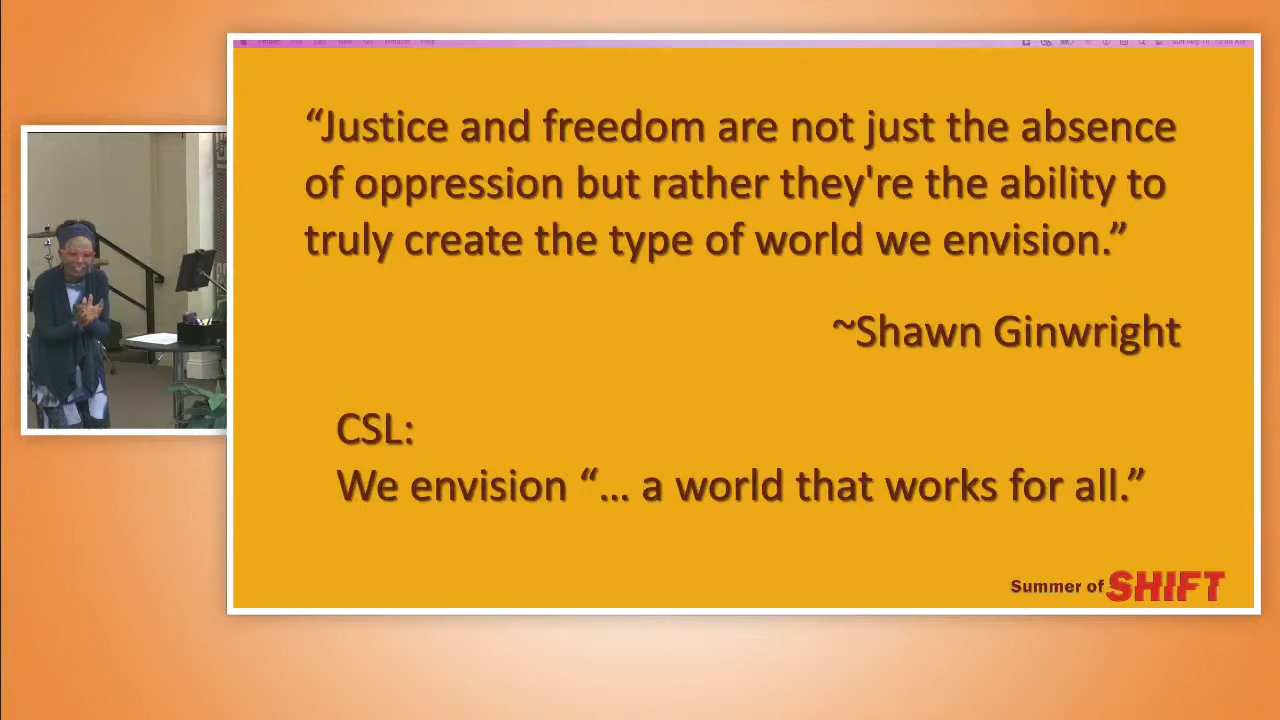 “Justice and freedom are not just the absence
of oppression but rather they're the ability to
truly create the type of world we envision.”
~Shawn Ginwright
CSL:
We envision “... a world that works for all.”
Summer of SHIFT